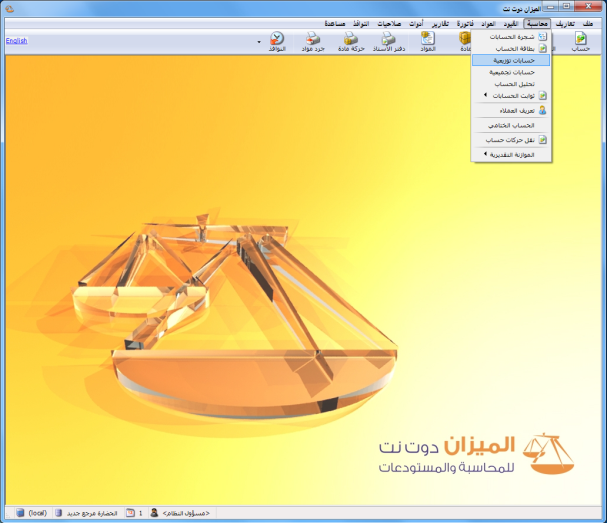 الميزان دوت نت
ملف تعاريف محاسبة القيود المواد فاتورة تقارير أدوات صلاحيات النوافذ مساعدة
حساب
مادة
المواد
دفتر الأستاذ
حركة مادة
جرد مواد
النوافذ
English
شجرة الحسابات
بطاقة الحساب
حسابات توزيعية
حسابات تجميعية
تحليل الحساب
ثوابت الحسابات
تعريف العملاء
الحساب الختامي
نقل حركات حساب
الموازنة التقديرية
الميزان دوت نت
للمحاسبة والمستودعات
<مسؤول النظام> 1 الحضارة مرجع جديد (local)